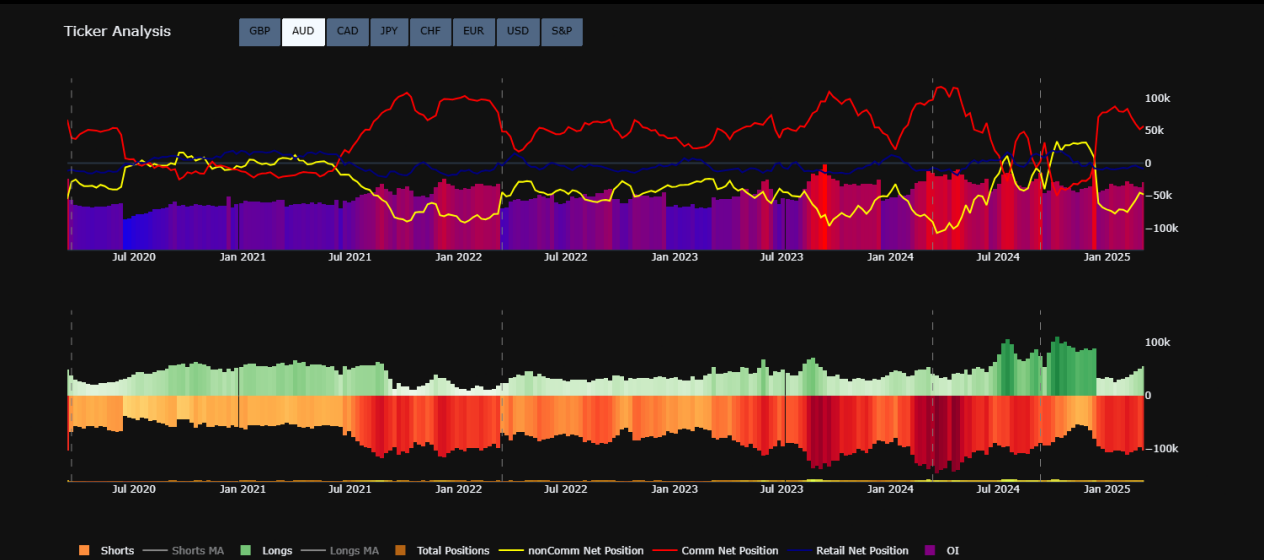 Ticker Analysis GBP AUD CAD JPY CHF EUR USD S&P
100k
50k
0
−50k
−100k
Jul 2020 Jan 2021 Jul 2021 Jan 2022 Jul 2022 Jan 2023 Jul 2023 Jan 2024 Jul 2024 Jan 2025
100k
0
−100k
Jul 2020 Jan 2021 Jul 2021 Jan 2022 Jul 2022 Jan 2023 Jul 2023 Jan 2024 Jul 2024 Jan 2025
Shorts Shorts MA Longs Longs MA Total Positions nonComm Net Position Comm Net Position Retail Net Position OI